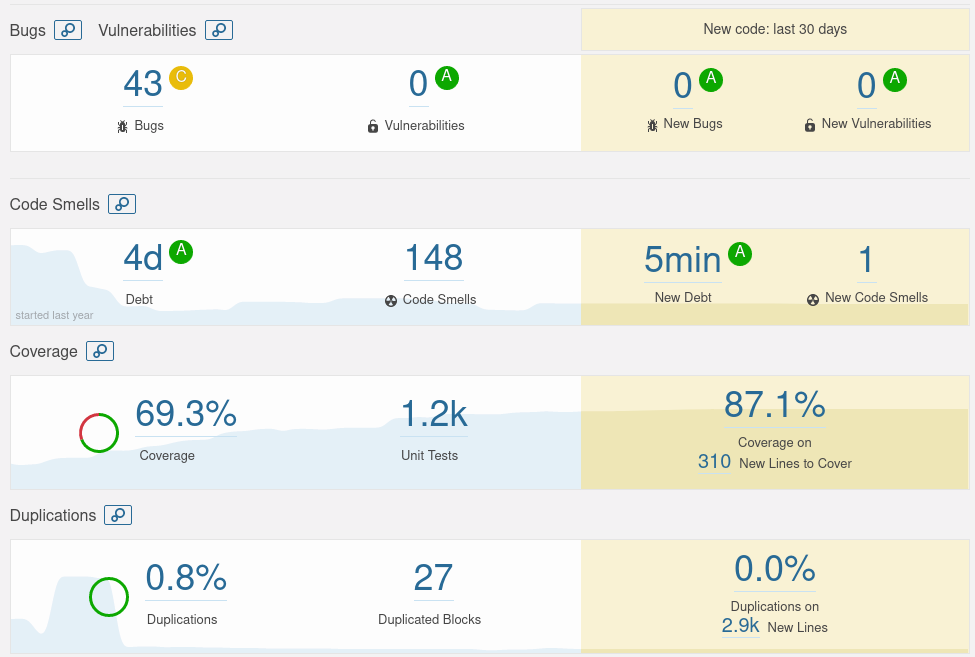 Bugs Vulnerabilities
New code: last 30 days
43 C
Bugs
0 A
Vulnerabilities
0 A
New Bugs
0 A
New Vulnerabilities
Code Smells
4d A
Debt
started last year
148
Code Smells
5min A
New Debt
1
New Code Smells
Coverage
69.3%
Coverage
1.2k
Unit Tests
87.1%
Coverage on
310 New Lines to Cover
Duplications
0.8%
Duplications
27
Duplicated Blocks
0.0%
Duplications on
2.9k New Lines